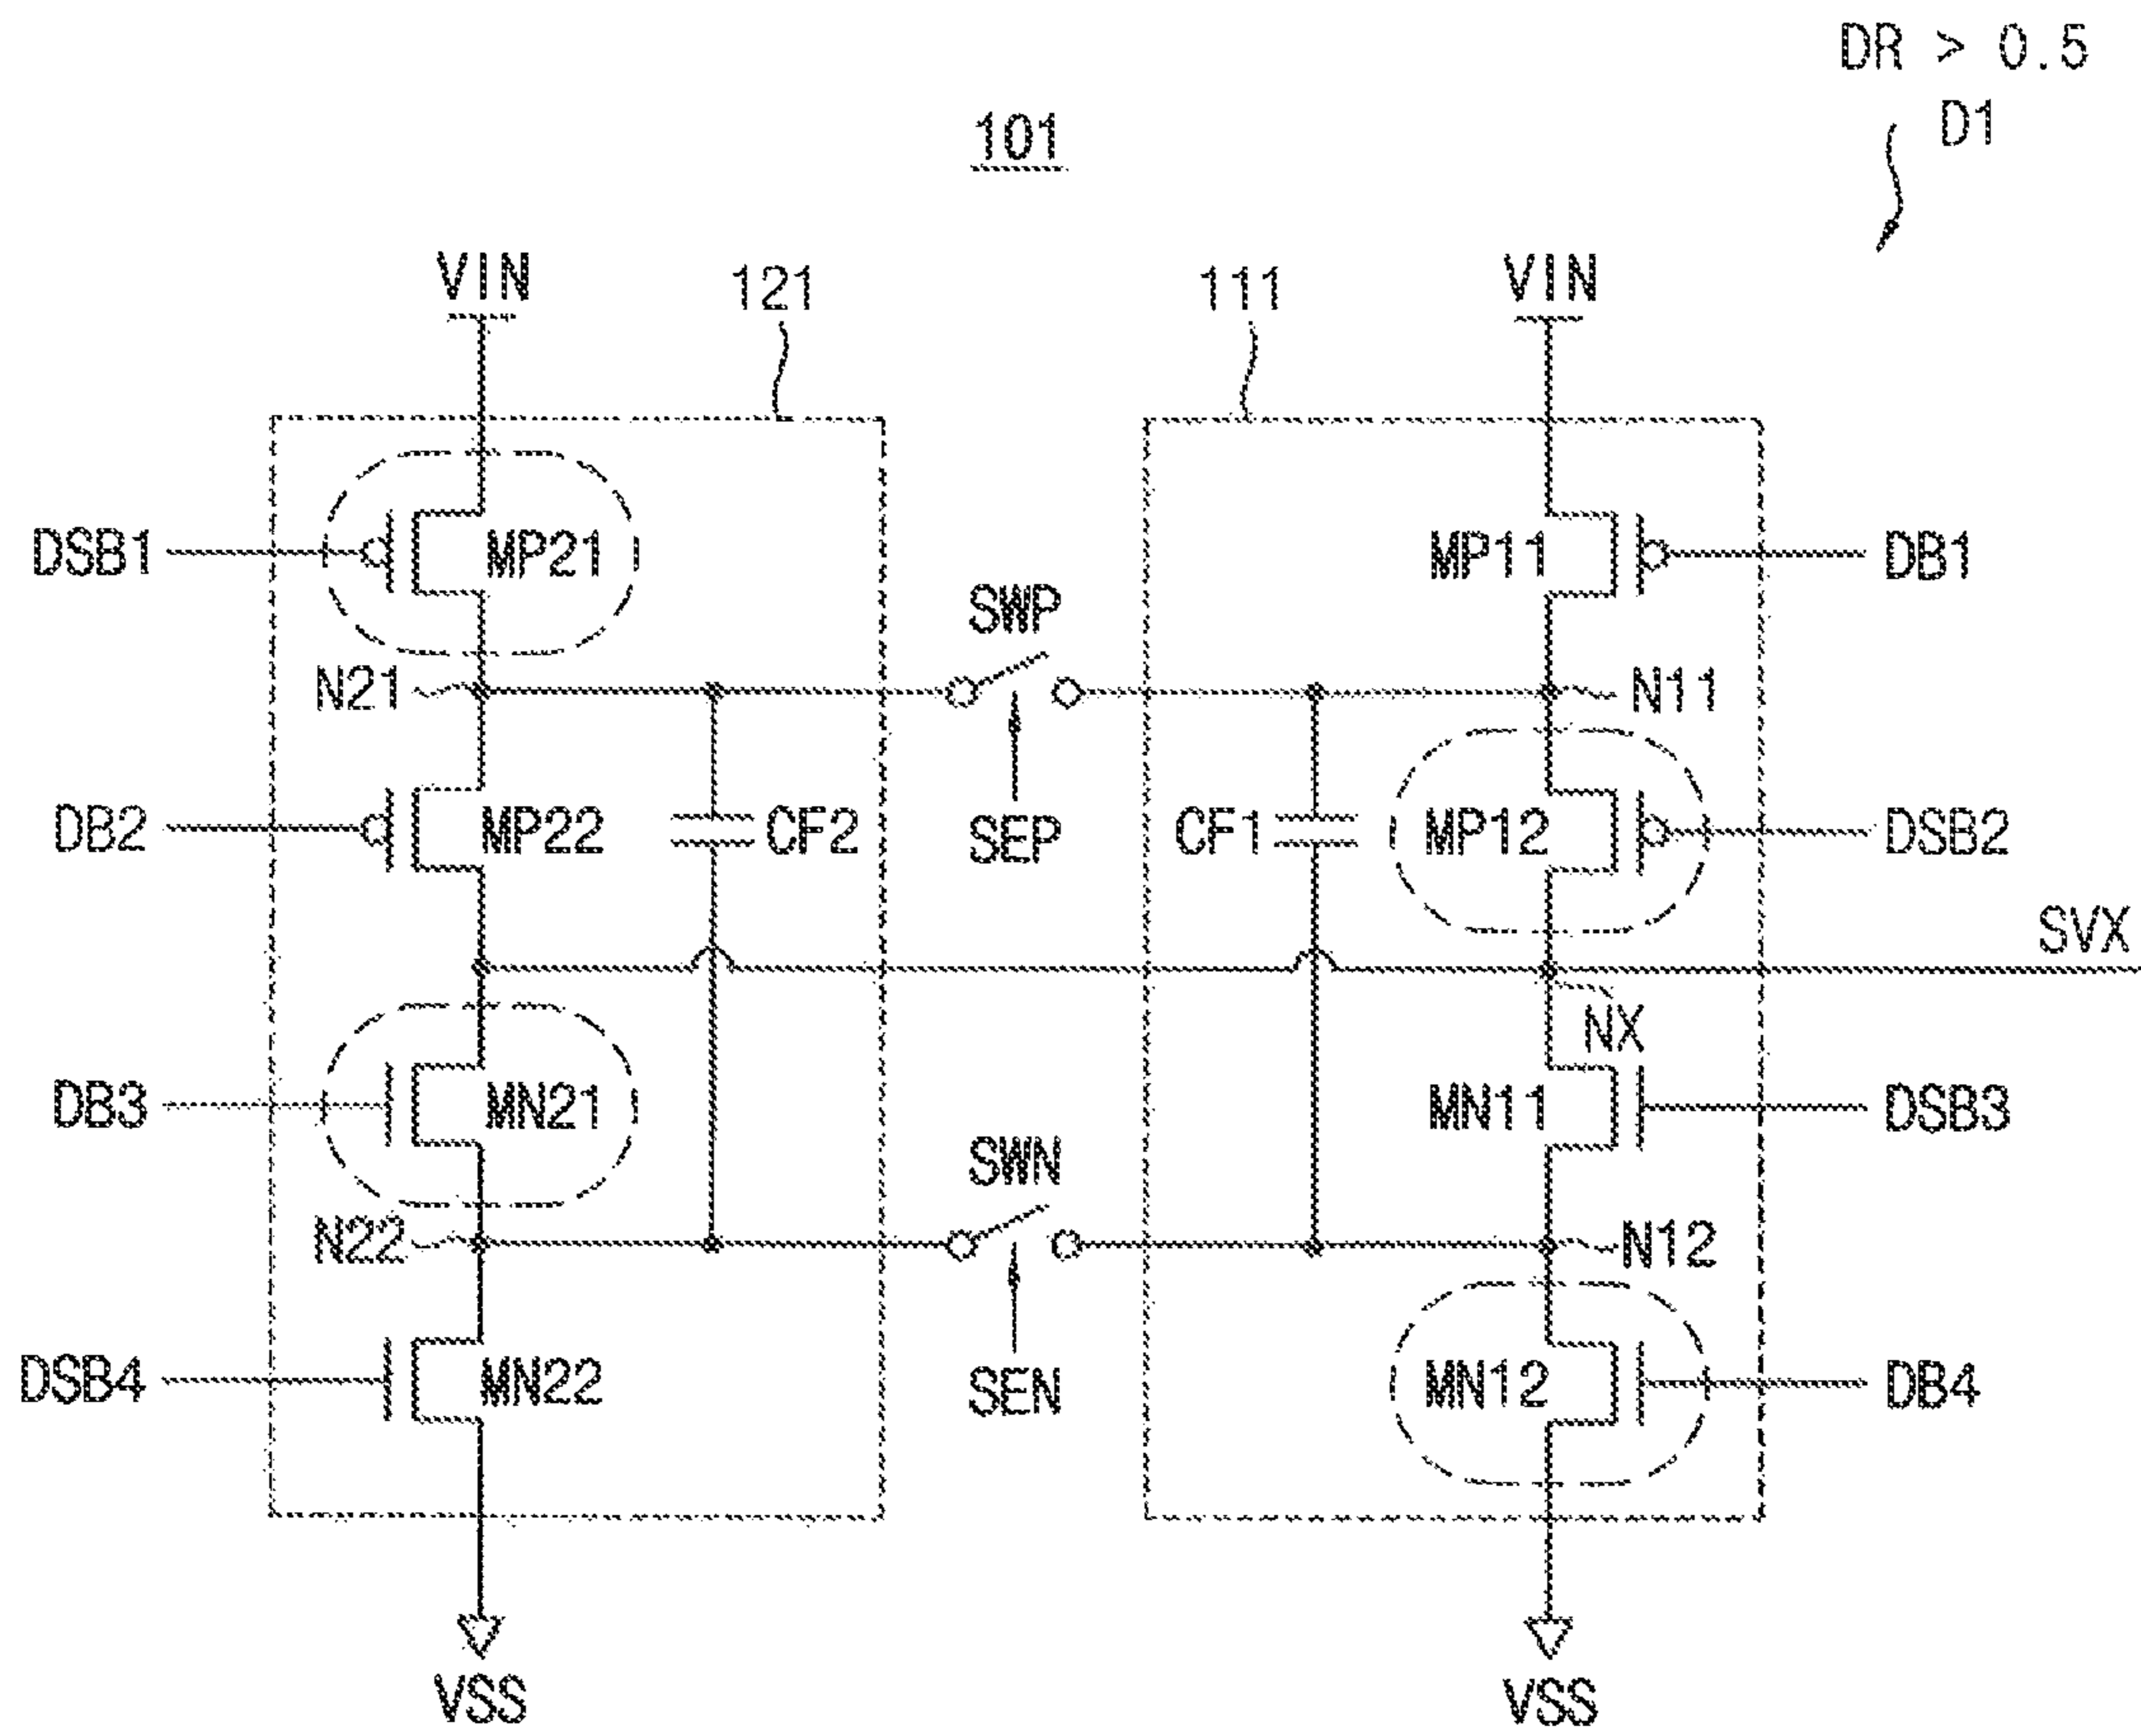 DR > 0.5
D1
101
VIN
121
111
VIN
DSB1
MP21
MP11
DB1
SWP
N21
N11
DB2
MP22
CF2
SEP
CF1
MP12
DSB2
SVX
NX
DB3
MN21
MN11
DSB3
SWN
N22
N12
DSB4
MN22
SEN
MN12
DB4
VSS
VSS